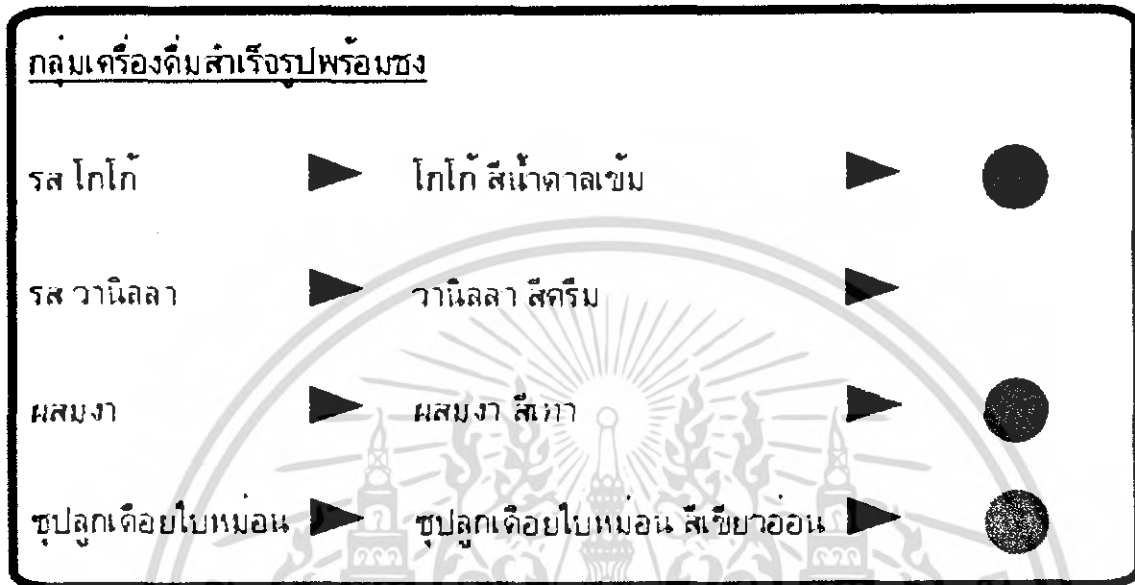 กลุ่มเครื่องดื่มสำเร็จรูปพร้อมชง
รส โกโก้ โกโก้ สีน้ำตาลเข้ม
รส วานิลลา วานิลลา สีครีม
ผสมงา ผสมงา สีเทา
ซุปลูกเดือยใบหม่อน ซุปลูกเดือยใบหม่อน สีเขียวอ่อน